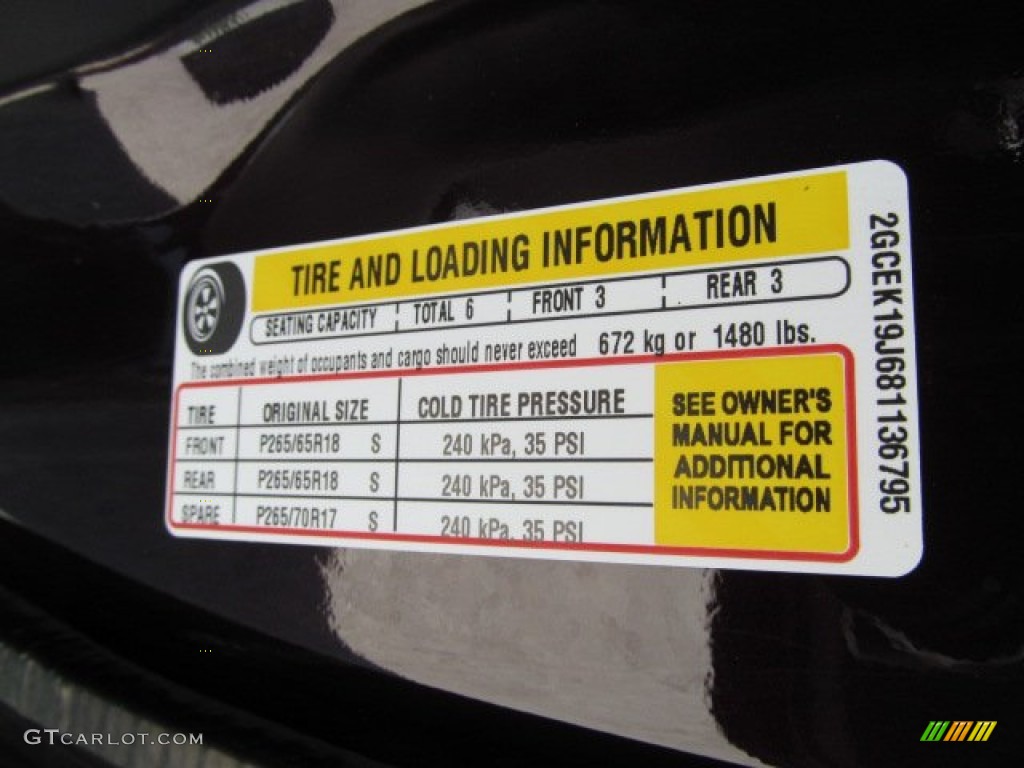 TIRE AND LOADING INFORMATION
SEATING CAPACITY TOTAL 6 FRONT 3 REAR 3
The combined weight of occupants and cargo should never exceed 672 kg or 1480 lbs.
TIRE ORIGINAL SIZE COLD TIRE PRESSURE
FRONT P265/65R18 S 240 kPa, 35 PSI
REAR P265/65R18 S 240 kPa, 35 PSI
SPARE P265/70R17 S 240 kPa, 35 PSI
SEE OWNER'S
MANUAL FOR
ADDITIONAL
INFORMATION
2GCEK19J681136795
GTCARLOT.COM